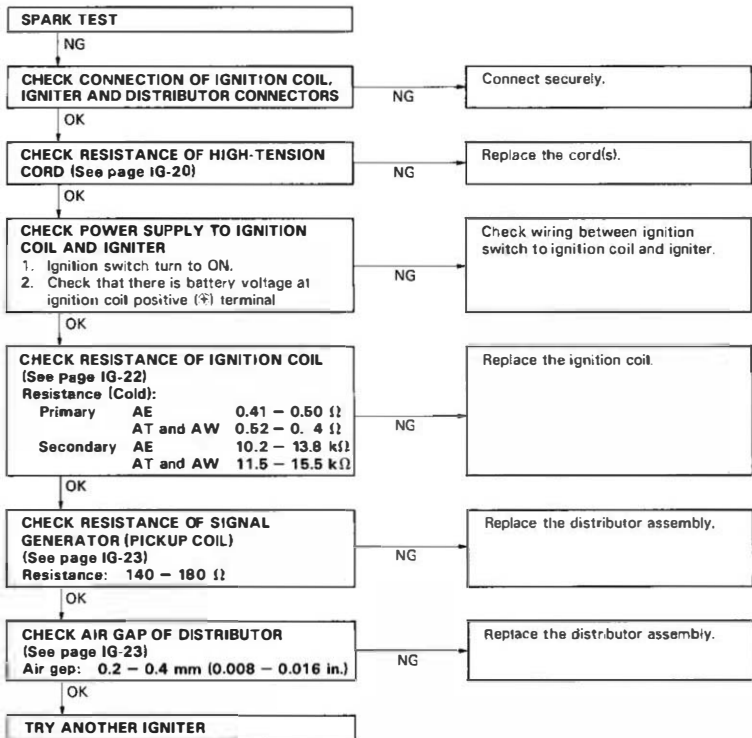 SPARK TEST
NG
CHECK CONNECTION OF IGNITION COIL,
IGNITER AND DISTRIBUTOR CONNECTORS
NG
Connect securely.
OK
CHECK RESISTANCE OF HIGH-TENSION
CORD (See page IG-20)
NG
Replace the cord(s).
OK
CHECK POWER SUPPLY TO IGNITION
COIL AND IGNITER
1. Ignition switch turn to ON.
2. Check that there is battery voltage at
ignition coil positive (+) terminal
NG
Check wiring between ignition
switch to ignition coil and igniter.
OK
CHECK RESISTANCE OF IGNITION COIL
(See page IG-22)
Resistance (Cold):
Primary AE 0.41 – 0.50 Ω
AT and AW 0.52 – 0. 4 Ω
Secondary AE 10.2 – 13.8 kΩ
AT and AW 11.5 – 15.5 kΩ
NG
Replace the ignition coil.
OK
CHECK RESISTANCE OF SIGNAL
GENERATOR (PICKUP COIL)
(See page IG-23)
Resistance: 140 – 180 Ω
NG
Replace the distributor assembly.
OK
CHECK AIR GAP OF DISTRIBUTOR
(See page IG-23)
Air gep: 0.2 – 0.4 mm (0.008 – 0.016 in.)
NG
Replace the distributor assembly.
OK
TRY ANOTHER IGNITER